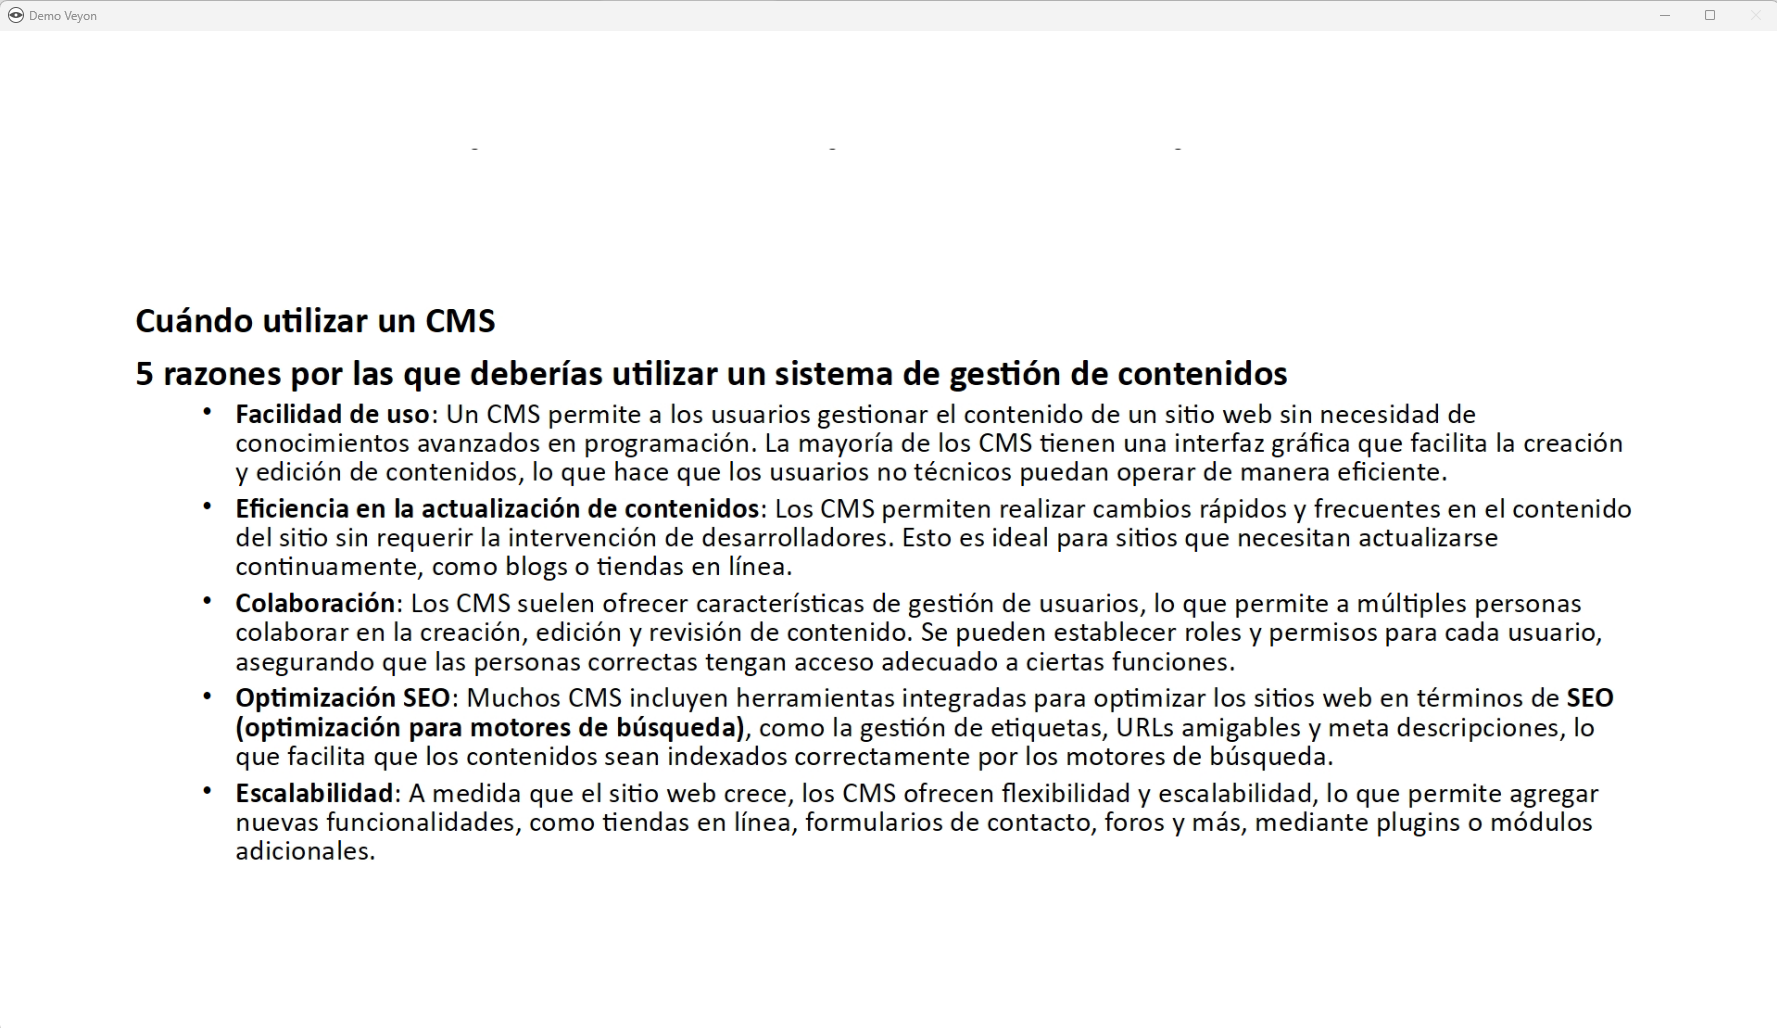 Demo Veyon
Cuándo utilizar un CMS
5 razones por las que deberías utilizar un sistema de gestión de contenidos
• Facilidad de uso: Un CMS permite a los usuarios gestionar el contenido de un sitio web sin necesidad de
conocimientos avanzados en programación. La mayoría de los CMS tienen una interfaz gráfica que facilita la creación
y edición de contenidos, lo que hace que los usuarios no técnicos puedan operar de manera eficiente.
• Eficiencia en la actualización de contenidos: Los CMS permiten realizar cambios rápidos y frecuentes en el contenido
del sitio sin requerir la intervención de desarrolladores. Esto es ideal para sitios que necesitan actualizarse
continuamente, como blogs o tiendas en línea.
• Colaboración: Los CMS suelen ofrecer características de gestión de usuarios, lo que permite a múltiples personas
colaborar en la creación, edición y revisión de contenido. Se pueden establecer roles y permisos para cada usuario,
asegurando que las personas correctas tengan acceso adecuado a ciertas funciones.
• Optimización SEO: Muchos CMS incluyen herramientas integradas para optimizar los sitios web en términos de SEO
(optimización para motores de búsqueda), como la gestión de etiquetas, URLs amigables y meta descripciones, lo
que facilita que los contenidos sean indexados correctamente por los motores de búsqueda.
• Escalabilidad: A medida que el sitio web crece, los CMS ofrecen flexibilidad y escalabilidad, lo que permite agregar
nuevas funcionalidades, como tiendas en línea, formularios de contacto, foros y más, mediante plugins o módulos
adicionales.